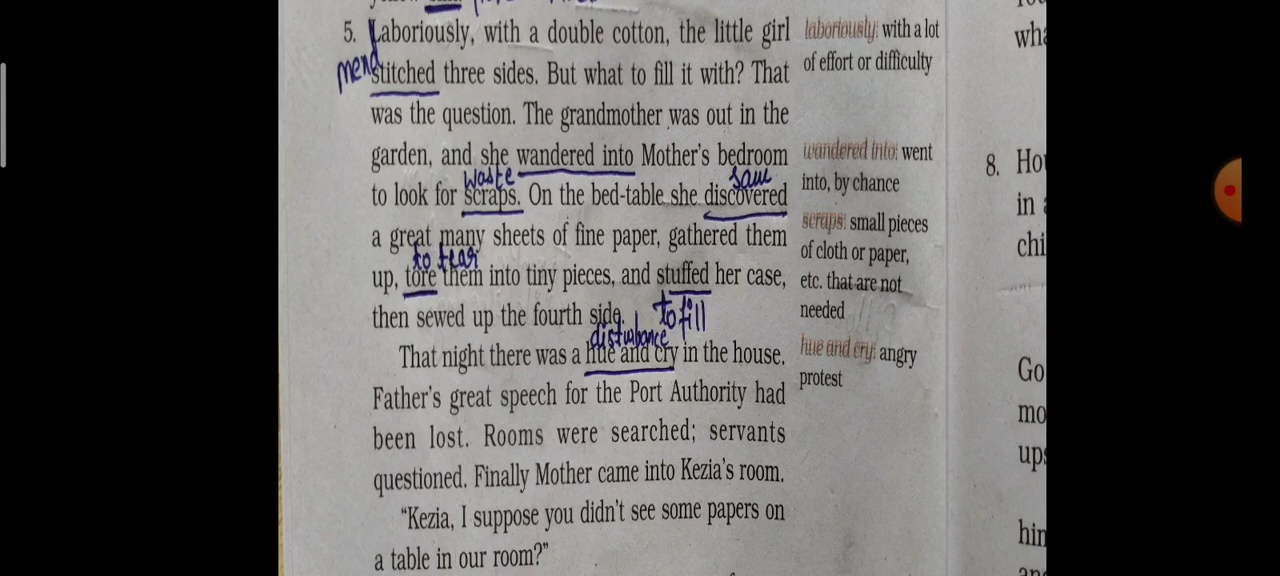 5. Laboriously, with a double cotton, the little girl
mend
stitched three sides. But what to fill it with? That
was the question. The grandmother was out in the
garden, and she wandered into Mother's bedroom
waste saw
to look for scraps. On the bed-table she discovered
a great many sheets of fine paper, gathered them
to tear
up, tore them into tiny pieces, and stuffed her case,
then sewed up the fourth side. to fill
disturbance
That night there was a hue and cry in the house.
Father's great speech for the Port Authority had
been lost. Rooms were searched; servants
questioned. Finally Mother came into Kezia's room.
"Kezia, I suppose you didn't see some papers on
a table in our room?"
laboriously: with a lot
of effort or difficulty
wandered into: went
into, by chance
scraps: small pieces
of cloth or paper,
etc. that are not
needed
hue and cry: angry
protest
8. Ho
in
chi
Go
mo
ups
him